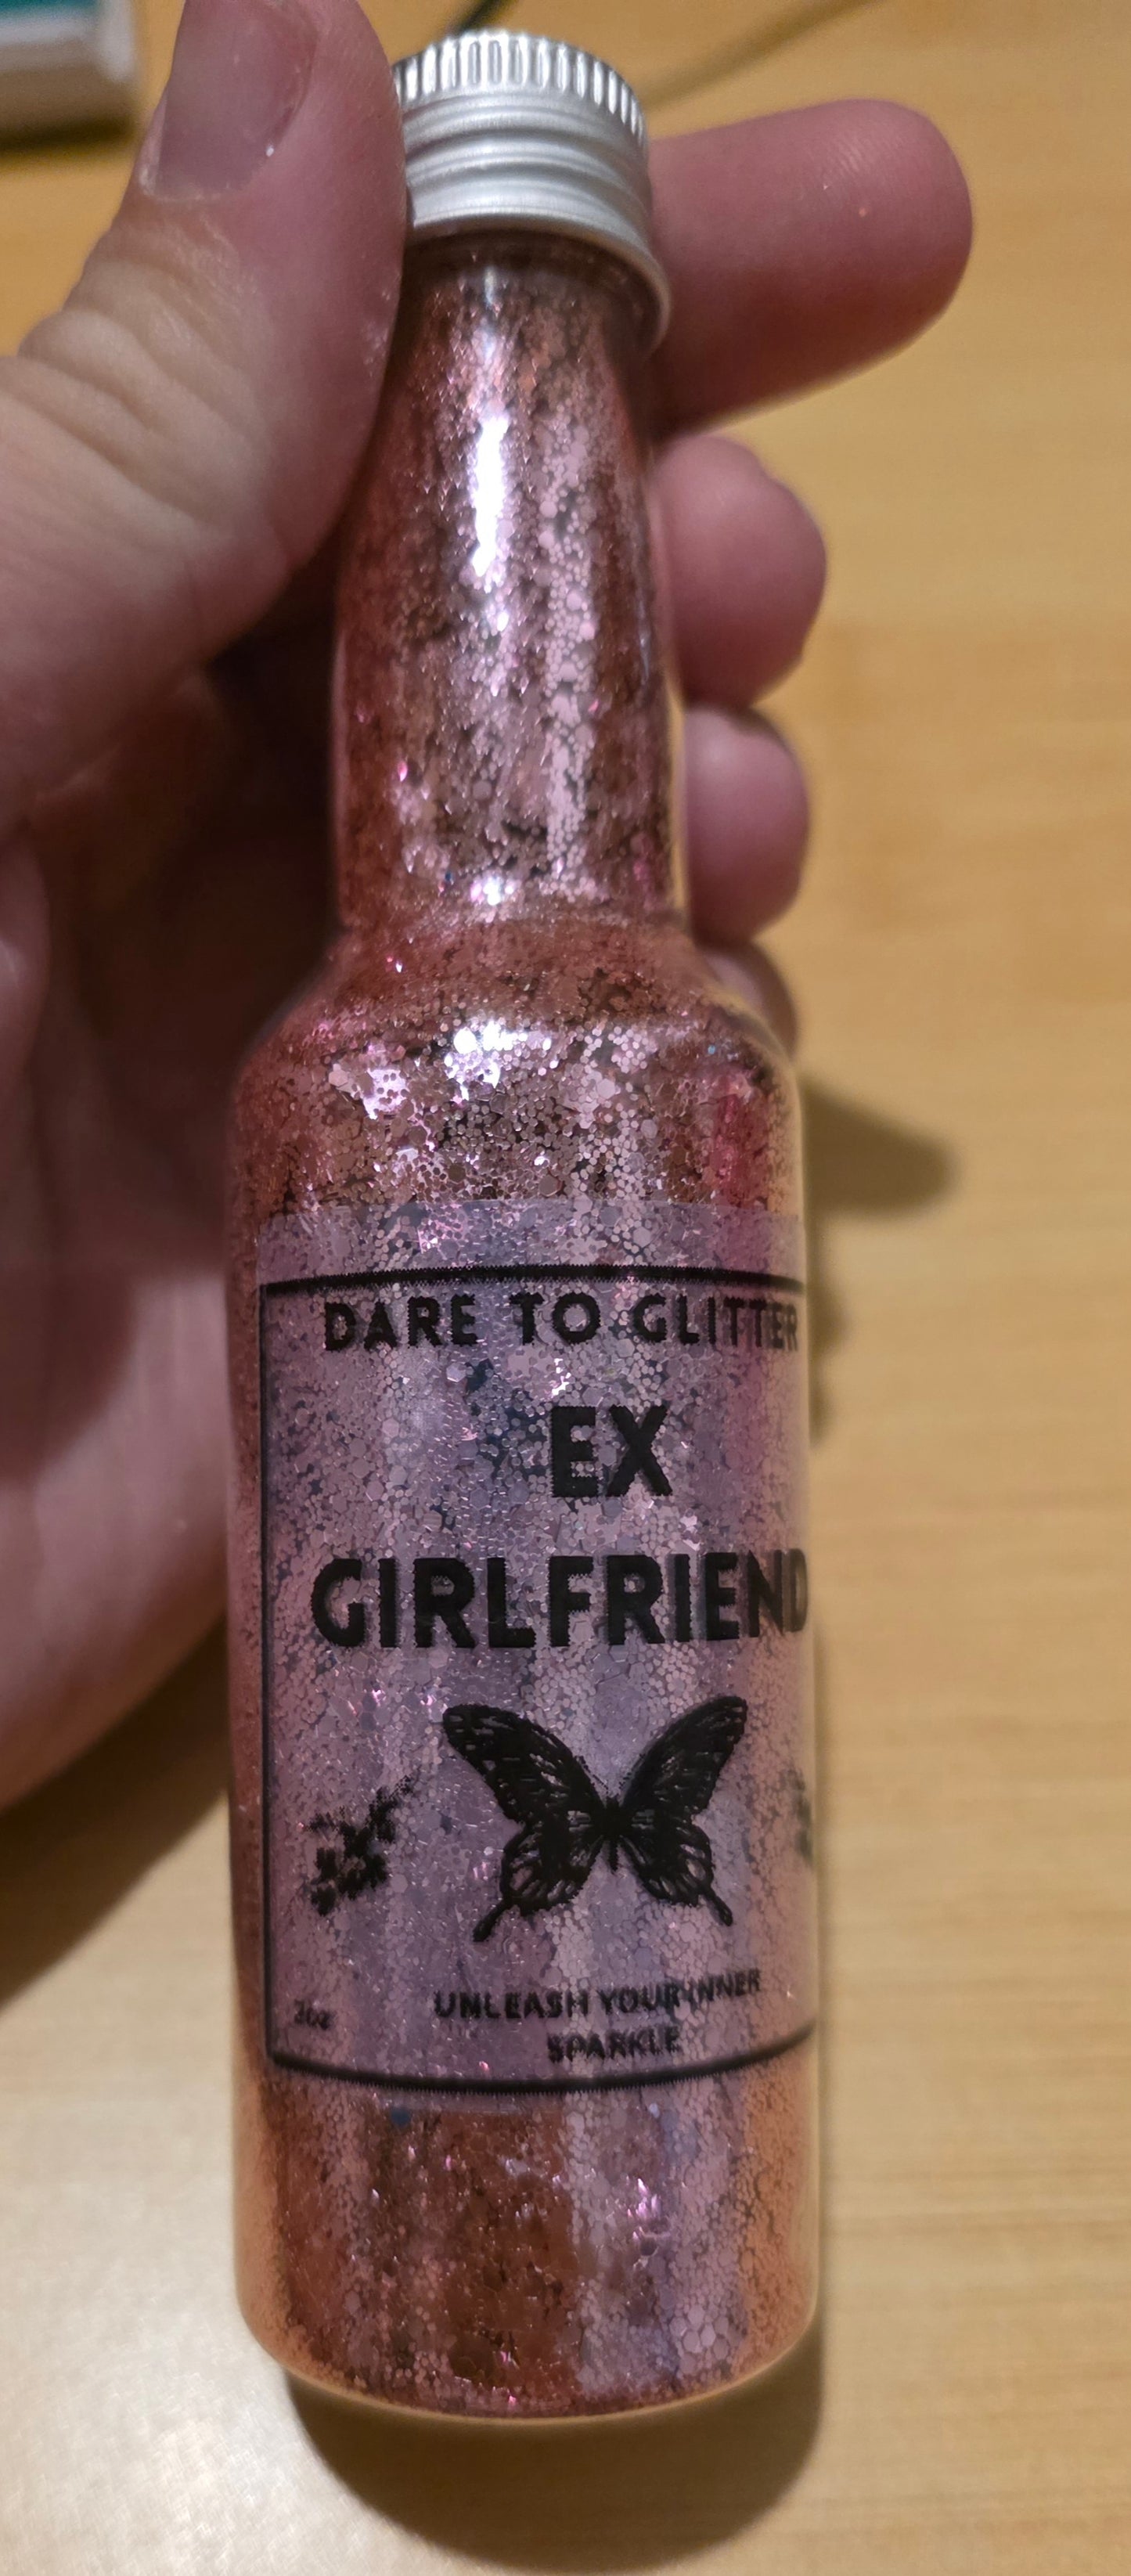 DARE TO GLITTER
EX
GIRLFRIEND
UNLEASH YOUR INNER
SPARKLE
2oz